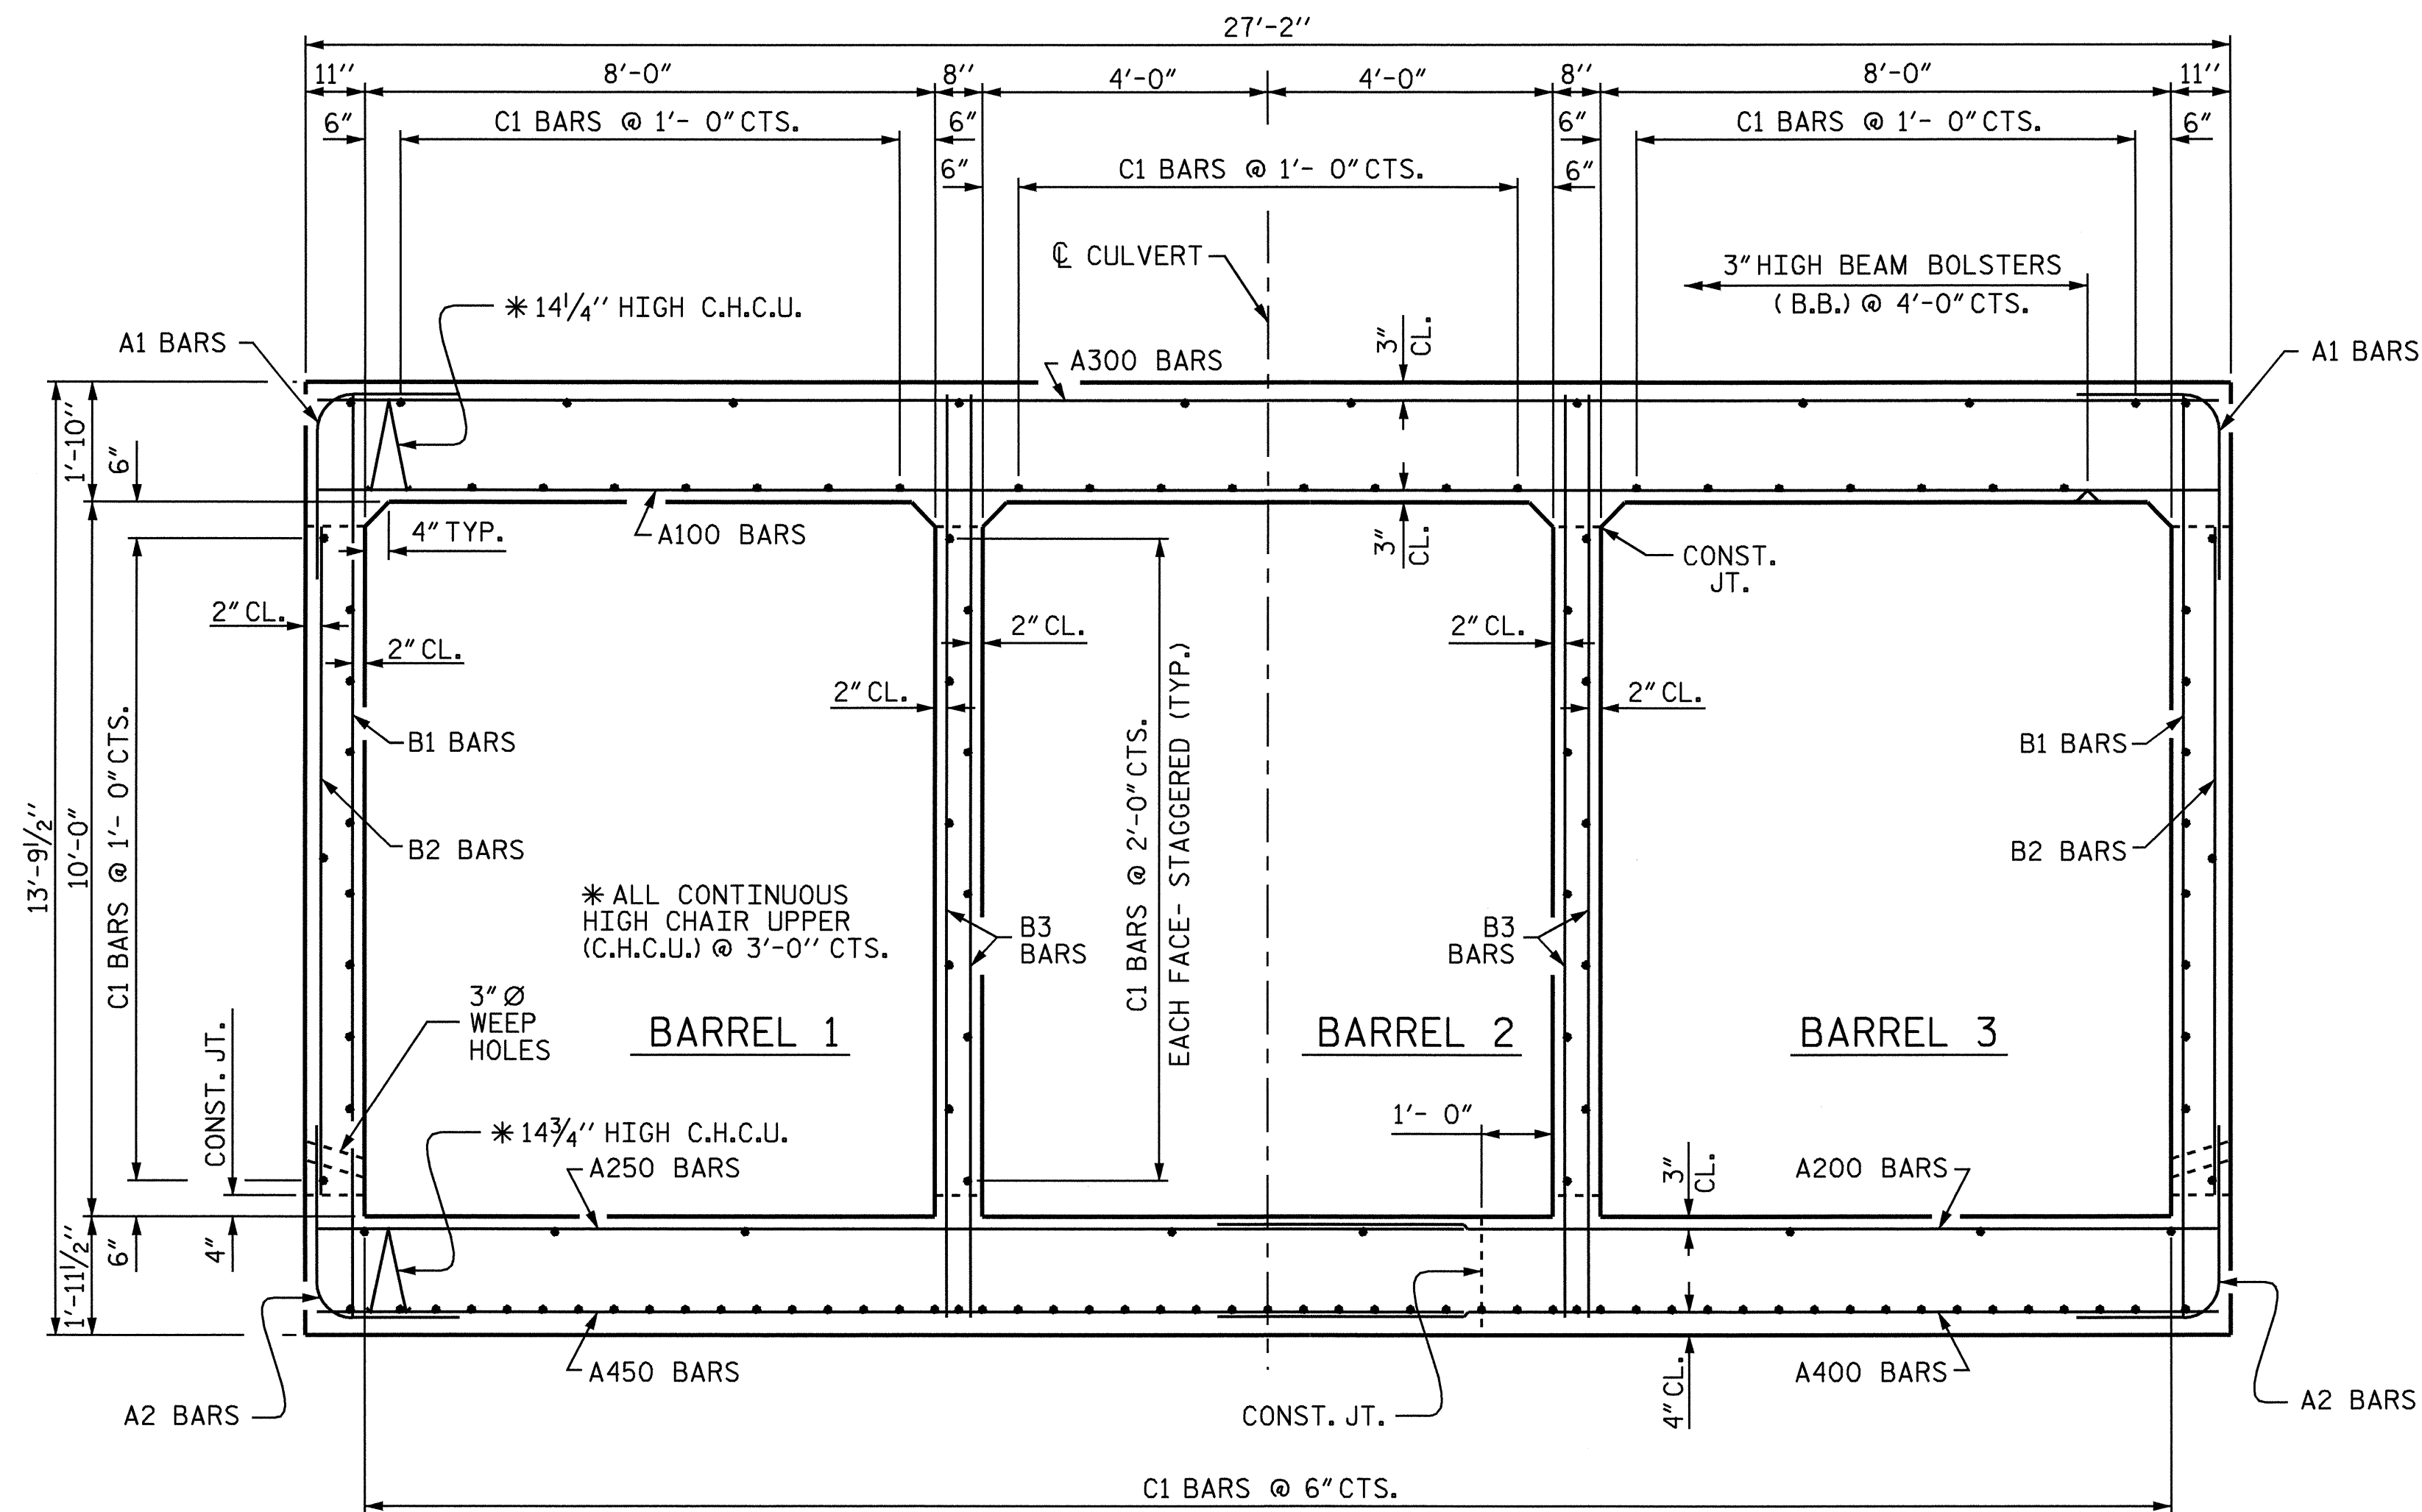 27'-2"
11" 8'-0" 8" 4'-0" 4'-0" 8" 8'-0" 11"
6" C1 BARS @ 1'- 0" CTS. 6" 6" C1 BARS @ 1'- 0" CTS. 6"
6" C1 BARS @ 1'- 0" CTS. 6"
℄ CULVERT
3" HIGH BEAM BOLSTERS
( B.B.) @ 4'-0" CTS.
* 14 1/4" HIGH C.H.C.U.
A1 BARS
A300 BARS
3" CL.
A1 BARS
1'-10"
6"
4" TYP.
A100 BARS
3" CL.
CONST.
JT.
2" CL.
2" CL.
2" CL.
2" CL.
2" CL.
2" CL.
13'-9 1/2"
10'-0"
C1 BARS @ 1'- 0" CTS.
B1 BARS
B2 BARS
C1 BARS @ 2'-0" CTS.
EACH FACE- STAGGERED (TYP.)
B1 BARS
B2 BARS
* ALL CONTINUOUS
HIGH CHAIR UPPER
(C.H.C.U.) @ 3'-0" CTS.
B3
BARS
B3
BARS
3" Ø
WEEP
HOLES
BARREL 1
BARREL 2
BARREL 3
CONST. JT.
1'- 0"
* 14 3/4" HIGH C.H.C.U.
A250 BARS
3" CL.
A200 BARS
1'-11 1/2"
6"
4"
A450 BARS
4" CL.
A400 BARS
A2 BARS
CONST. JT.
A2 BARS
C1 BARS @ 6" CTS.